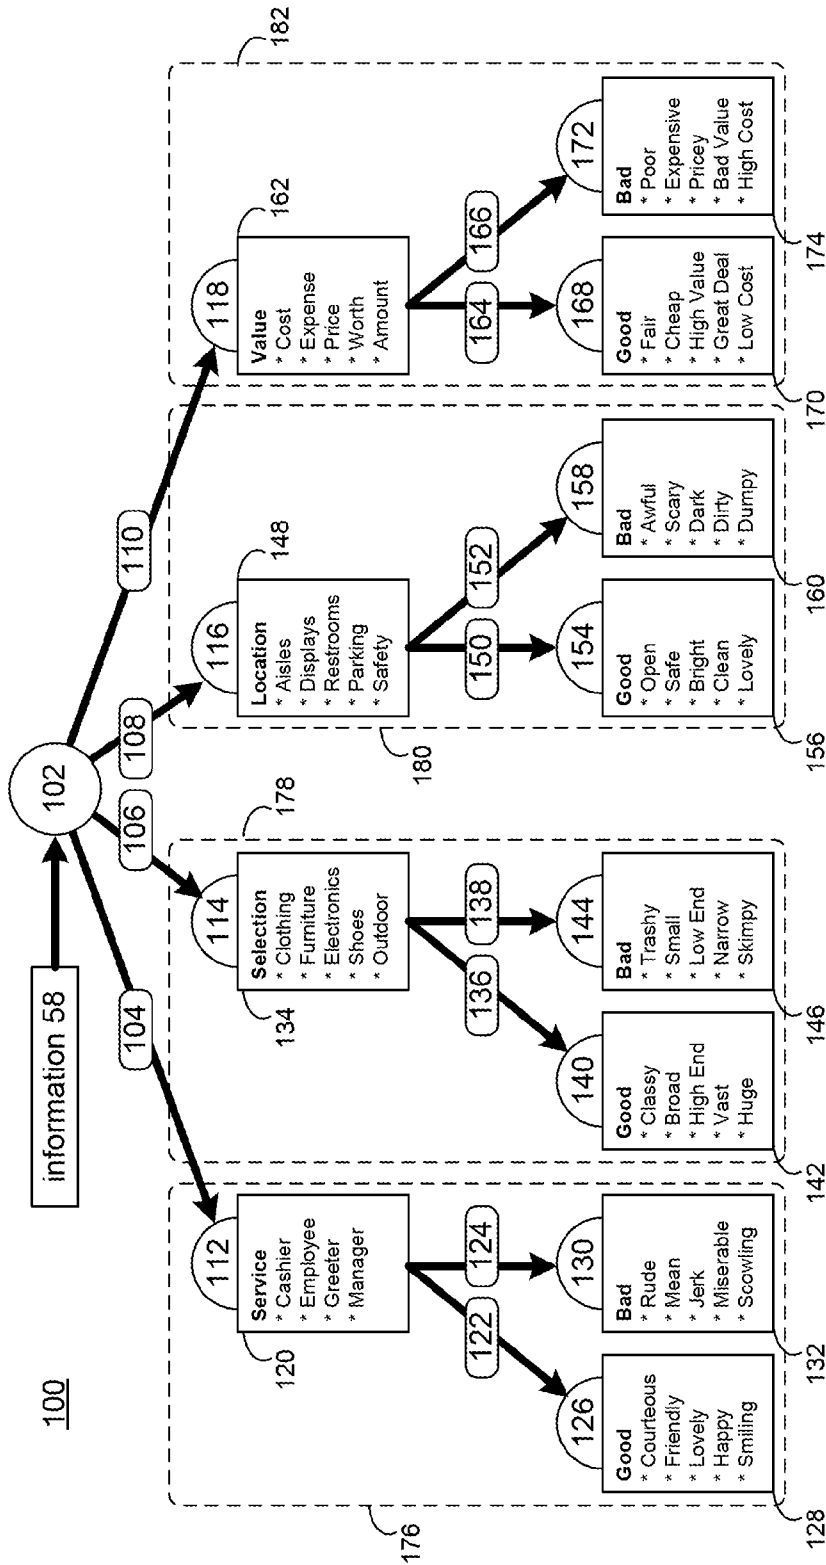 100
information 58
102
104
106
108
110
176
178
180
182
112
Service
* Cashier
* Employee
* Greeter
* Manager
120
122
124
126
Good
* Courteous
* Friendly
* Lovely
* Happy
* Smiling
128
130
Bad
* Rude
* Mean
* Jerk
* Miserable
* Scowling
132
114
Selection
* Clothing
* Furniture
* Electronics
* Shoes
* Outdoor
134
136
138
140
Good
* Classy
* Broad
* High End
* Vast
* Huge
142
144
Bad
* Trashy
* Small
* Low End
* Narrow
* Skimpy
146
116
Location
* Aisles
* Displays
* Restrooms
* Parking
* Safety
148
150
152
154
Good
* Open
* Safe
* Bright
* Clean
* Lovely
156
158
Bad
* Awful
* Scary
* Dark
* Dirty
* Dumpy
160
118
Value
* Cost
* Expense
* Price
* Worth
* Amount
162
164
166
168
Good
* Fair
* Cheap
* High Value
* Great Deal
* Low Cost
170
172
Bad
* Poor
* Expensive
* Pricey
* Bad Value
* High Cost
174